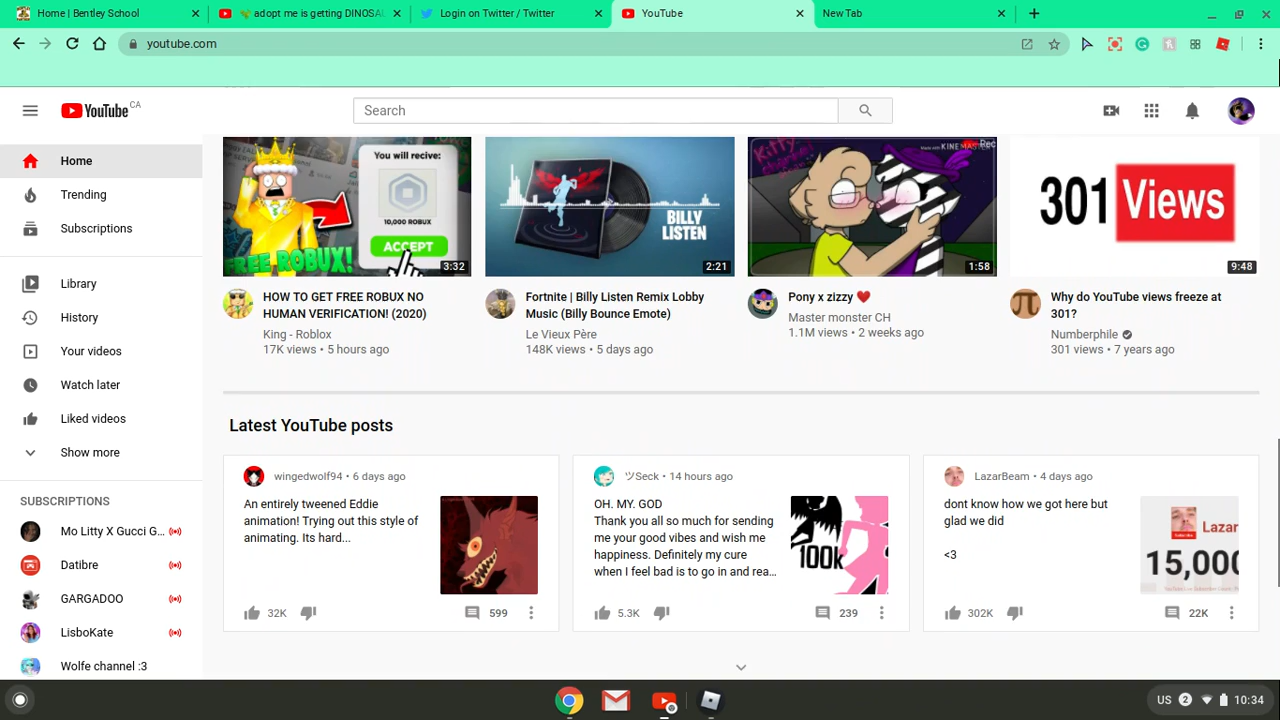 Home | Bentley School
adopt me is getting DINOSA
Login on Twitter / Twitter
YouTube
New Tab
youtube.com
YouTube CA
Search
Home
Trending
Subscriptions
Library
History
Your videos
Watch later
Liked videos
Show more
SUBSCRIPTIONS
Mo Litty X Gucci G...
Datibre
GARGADOO
LisboKate
Wolfe channel :3
You will recive:
10,000 ROBUX
ACCEPT
REE ROBUX!
3:32
HOW TO GET FREE ROBUX NO
HUMAN VERIFICATION! (2020)
King - Roblox
17K views • 5 hours ago
BILLY
LISTEN
2:21
Fortnite | Billy Listen Remix Lobby
Music (Billy Bounce Emote)
Le Vieux Père
148K views • 5 days ago
Kitty
Made with
KINEMASTER
Rec
1:58
Pony x zizzy ❤️
Master monster CH
1.1M views • 2 weeks ago
301 Views
9:48
Why do YouTube views freeze at
301?
Numberphile
301 views • 7 years ago
Latest YouTube posts
wingedwolf94 • 6 days ago
An entirely tweened Eddie
animation! Trying out this style of
animating. Its hard...
32K
599
ツSeck • 14 hours ago
OH. MY. GOD
Thank you all so much for sending
me your good vibes and wish me
happiness. Definitely my cure
when I feel bad is to go in and rea...
100k
5.3K
239
LazarBeam • 4 days ago
dont know how we got here but
glad we did
<3
Lazar
15,000
302K
22K
US 2 10:34